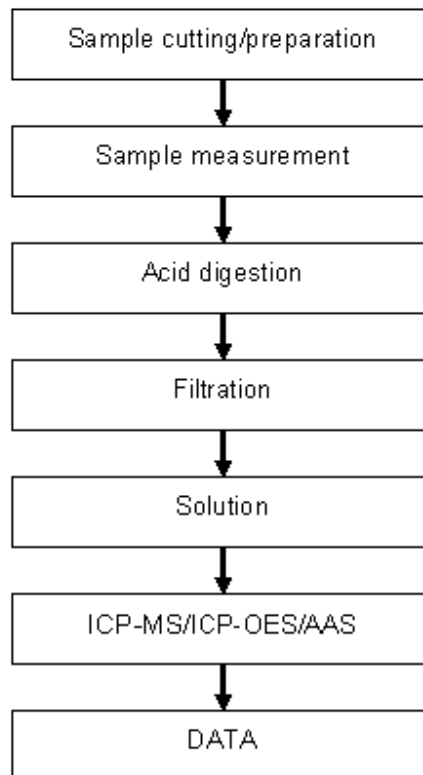 Sample cutting/preparation
Sample measurement
Acid digestion
Filtration
Solution
ICP-MS/ICP-OES/AAS
DATA